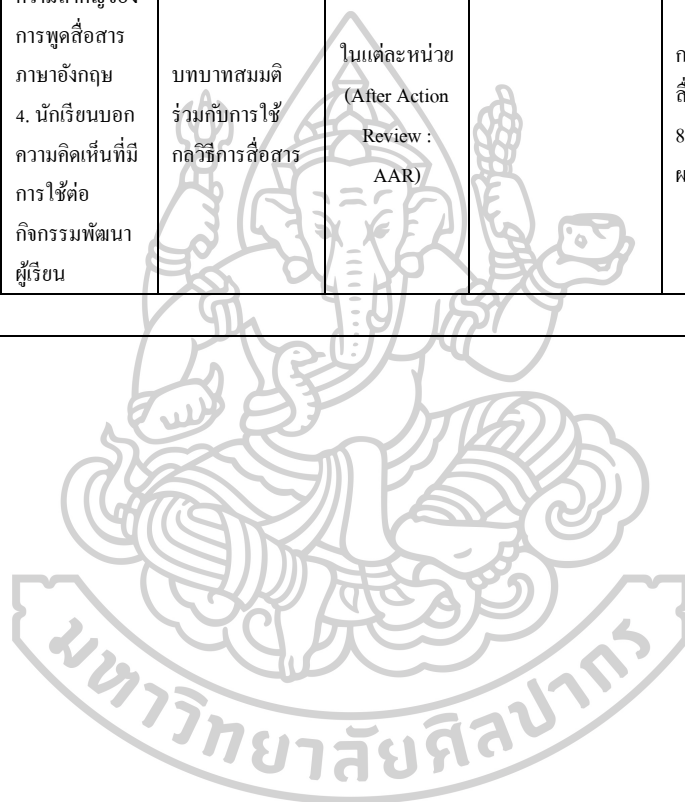 การพูดสื่อสาร
ภาษาอังกฤษ
4. นักเรียนบอก
ความคิดเห็นที่มี
การใช้ต่อ
กิจกรรมพัฒนา
ผู้เรียน
บทบาทสมมติ
ร่วมกับการใช้
กลวิธีการสื่อสาร
ในแต่ละหน่วย
(After Action
Review :
AAR)
8
มหาวิทยาลัยศิลปากร